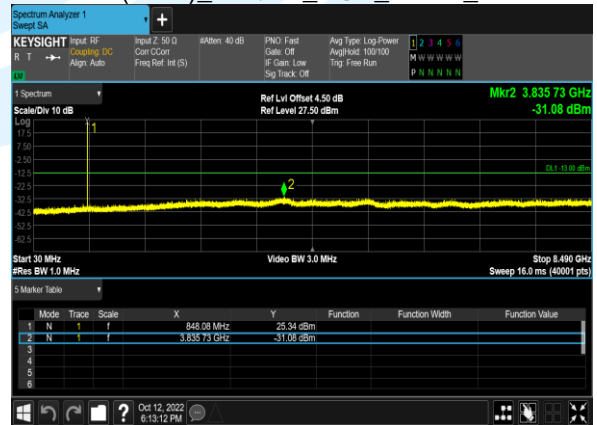 Spectrum Analyzer 1
Swept SA
+
KEYSIGHT Input: RF Input Z: 50 Ω #Atten: 40 dB PNO: Fast Avg Type: Log-Power 1 2 3 4 5 6
R T Coupling: DC Corr CCorr Gate: Off Avg|Hold: 100/100 M W W W W W
Align: Auto Freq Ref: Int (S) IF Gain: Low Trig: Free Run
LU Sig Track: Off P N N N N N
1 Spectrum Ref Lvl Offset 4.50 dB Mkr2 3.835 73 GHz
Scale/Div 10 dB Ref Level 27.50 dBm -31.08 dBm
Log
1
17.5
7.50
-2.50
-12.5 DL1 -13.00 dBm
-22.5
2
-32.5
-42.5
-52.5
-62.5
Start 30 MHz Video BW 3.0 MHz Stop 8.490 GHz
#Res BW 1.0 MHz Sweep 16.0 ms (40001 pts)
5 Marker Table
Mode Trace Scale X Y Function Function Width Function Value
1 N 1 f 848.08 MHz 25.34 dBm
2 N 1 f 3.835 73 GHz -31.08 dBm
3
4
5
6
? Oct 12, 2022
6:13:12 PM